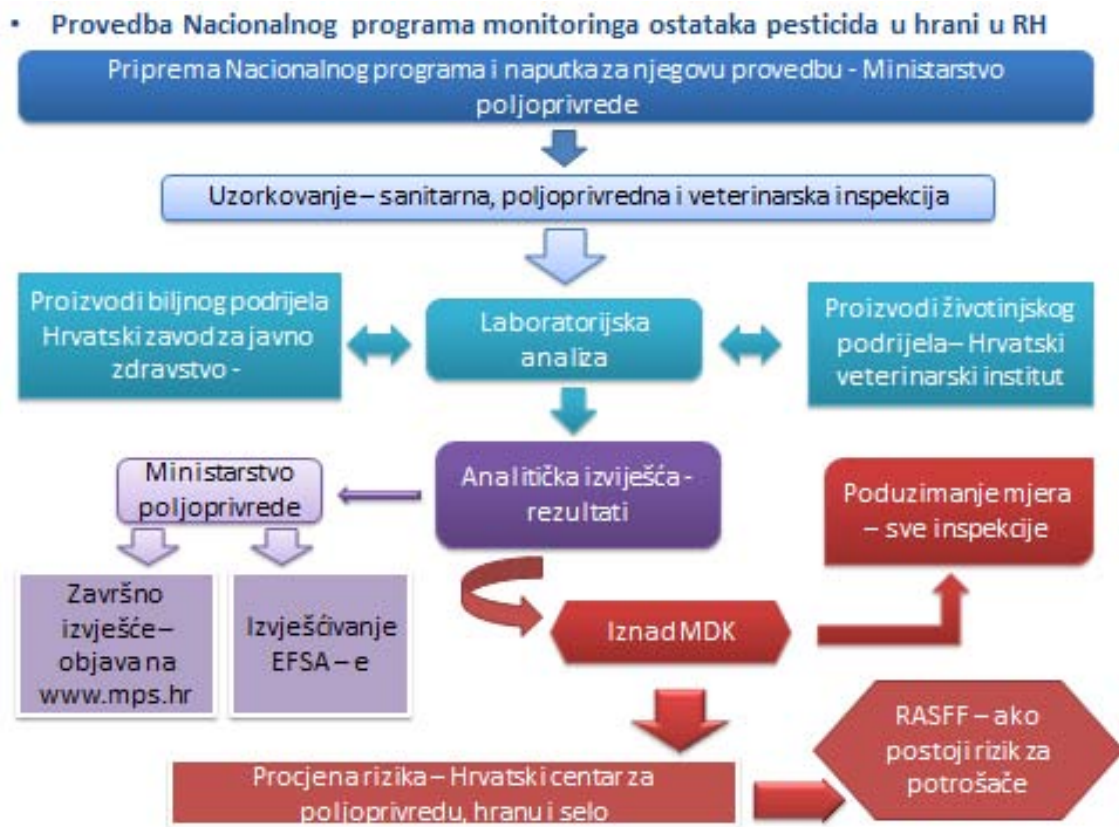 • Provedba Nacionalnog programa monitoringa ostataka pesticida u hrani u RH
Priprema Nacionalnog programa i naputka za njegovu provedbu - Ministarstvo
poljoprivrede
Uzorkovanje – sanitarna, poljoprivredna i veterinarska inspekcija
Proizvodi biljnog podrijela
Hrvatski zavod za javno
zdravstvo -
Laboratorijska
analiza
Proizvodi životinjskog
podrijela – Hrvatski
veterinarski institut
Ministarstvo
poljoprivrede
Analitička izviješća -
rezultati
Poduzimanje mjera
– sve inspekcije
Završno
izvješće –
objava na
www.mps.hr
Izvješćivanje
EFSA – e
Iznad MDK
RASFF – ako
postoji rizik za
potrošače
Procjena rizika – Hrvatski centar za
poljoprivredu, hranu i selo